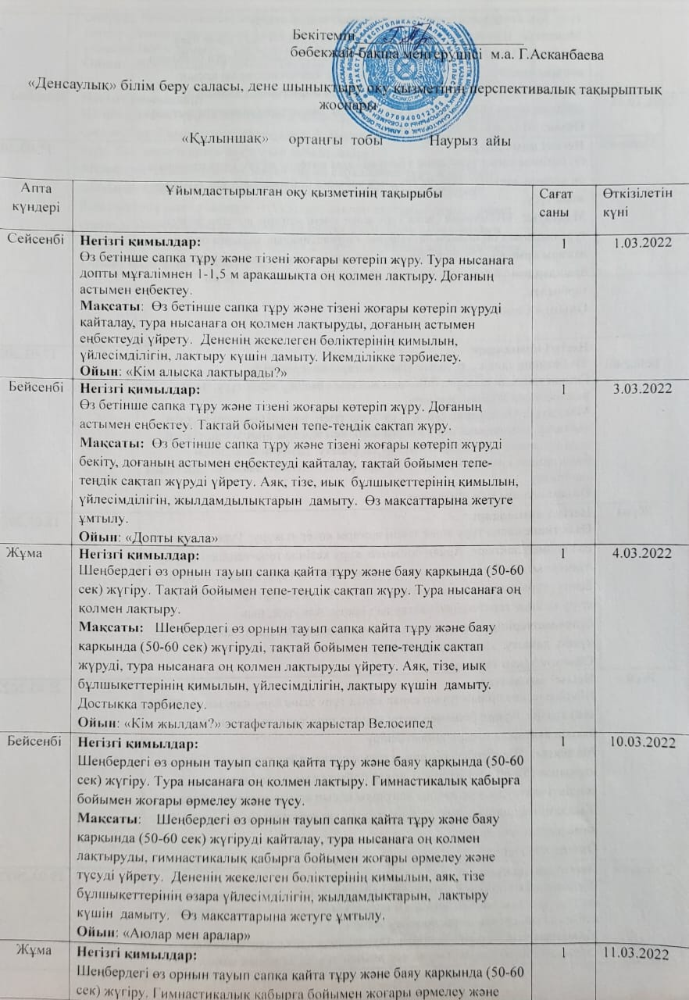 Бекітемін
бөбекжай-бақша меңгерушісі м.а. Г.Асканбаева
«Денсаулық» білім беру саласы, дене шынықтыру оқу қызметінің перспективалық тақырыптық
жоспары
«Құлыншақ» ортаңғы тобы Наурыз айы
Апта күндері
Ұйымдастырылған оқу қызметінің тақырыбы
Сағат саны
Өткізілетін күні
Сейсенбі Негізгі қимылдар: 1 1.03.2022
Өз бетінше сапқа тұру және тізені жоғары көтеріп жүру. Тура нысанаға
допты мұғалімнен 1-1,5 м арақашықта оң қолмен лақтыру. Доғаның
астымен еңбектеу.
Мақсаты: Өз бетінше сапқа тұру және тізені жоғары көтеріп жүруді
қайталау, тура нысанаға оң қолмен лақтыруды, доғаның астымен
еңбектеуді үйрету. Дененің жекелеген бөліктерінің қимылын,
үйлесімділігін, лақтыру күшін дамыту. Икемділікке тәрбиелеу.
Ойын: «Кім алысқа лақтырады?»
Бейсенбі Негізгі қимылдар: 1 3.03.2022
Өз бетінше сапқа тұру және тізені жоғары көтеріп жүру. Доғаның
астымен еңбектеу. Тақтай бойымен тепе-теңдік сақтап жүру.
Мақсаты: Өз бетінше сапқа тұру және тізені жоғары көтеріп жүруді
бекіту, доғаның астымен еңбектеуді қайталау, тақтай бойымен тепе-
теңдік сақтап жүруді үйрету. Аяқ, тізе, иық бұлшықеттерінің қимылын,
үйлесімділігін, жылдамдылықтарын дамыту. Өз мақсаттарына жетуге
ұмтылу.
Ойын: «Допты қуала»
Жұма Негізгі қимылдар: 1 4.03.2022
Шеңбердегі өз орнын тауып сапқа қайта тұру және баяу қарқында (50-60
сек) жүгіру. Тақтай бойымен тепе-теңдік сақтап жүру. Тура нысанаға оң
қолмен лақтыру.
Мақсаты: Шеңбердегі өз орнын тауып сапқа қайта тұру және баяу
қарқында (50-60 сек) жүгіруді, тақтай бойымен тепе-теңдік сақтап
жүруді, тура нысанаға оң қолмен лақтыруды үйрету. Аяқ, тізе, иық
бұлшықеттерінің қимылын, үйлесімділігін, лақтыру күшін дамыту.
Достыққа тәрбиелеу.
Ойын: «Кім жылдам?» эстафеталық жарыстар Велосипед
Бейсенбі Негізгі қимылдар: 1 10.03.2022
Шеңбердегі өз орнын тауып сапқа қайта тұру және баяу қарқында (50-60
сек) жүгіру. Тура нысанаға оң қолмен лақтыру. Гимнастикалық қабырға
бойымен жоғары өрмелеу және түсу.
Мақсаты: Шеңбердегі өз орнын тауып сапқа қайта тұру және баяу
қарқында (50-60 сек) жүгіруді қайталау, тура нысанаға оң қолмен
лақтыруды, гимнастикалық қабырға бойымен жоғары өрмелеу және
түсуді үйрету. Дененің жекелеген бөліктерінің қимылын, аяқ, тізе
бұлшықеттерінің өзара үйлесімділігін, жылдамдықтарын, лақтыру
күшін дамыту. Өз мақсаттарына жетуге ұмтылу.
Ойын: «Аюлар мен аралар»
Жұма Негізгі қимылдар: 1 11.03.2022
Шеңбердегі өз орнын тауып сапқа қайта тұру және баяу қарқында (50-60
сек) жүгіру. Гимнастикалық қабырға бойымен жоғары өрмелеу және